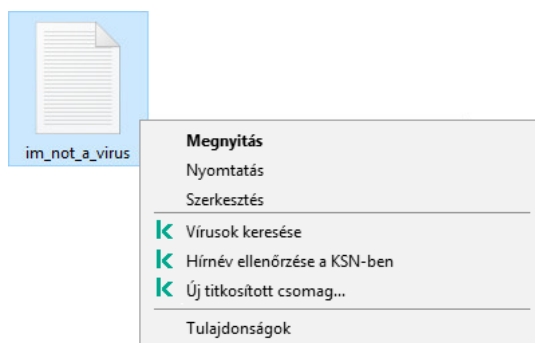 im_not_a_virus
Megnyitás
Nyomtatás
Szerkesztés
Vírusok keresése
Hírnév ellenőrzése a KSN-ben
Új titkosított csomag...
Tulajdonságok